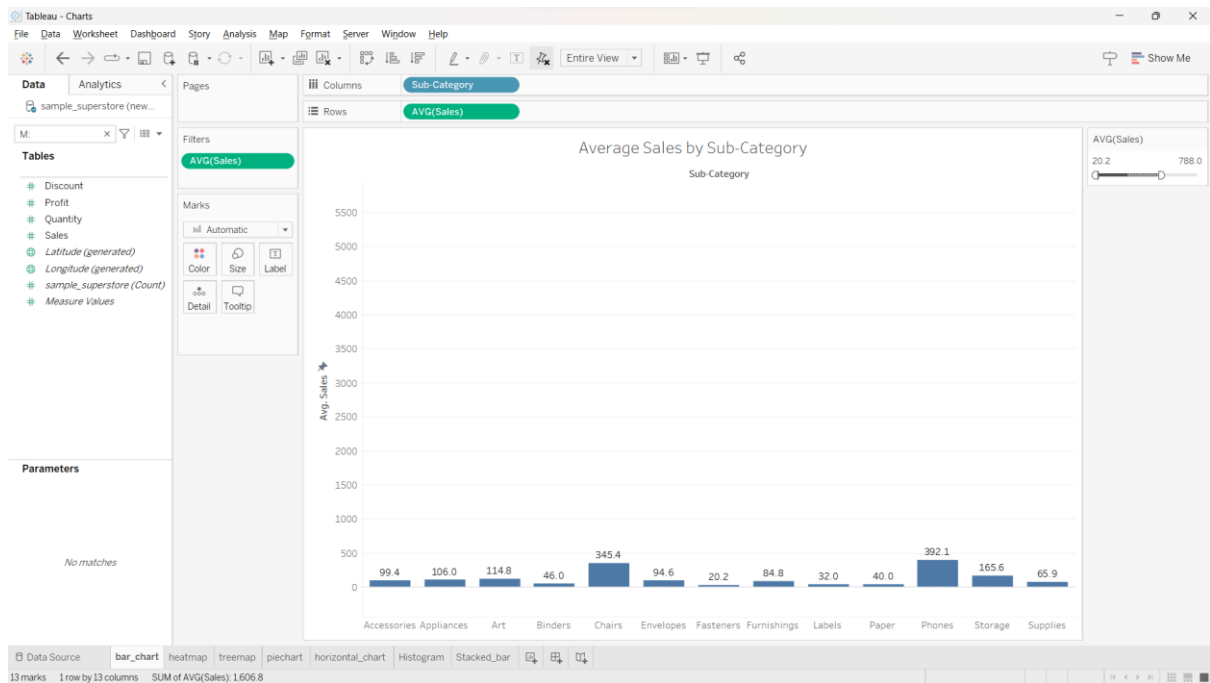 Tableau - Charts
File Data Worksheet Dashboard Story Analysis Map Format Server Window Help
Entire View
Show Me
Data Analytics
sample_superstore (new...
M:
Tables
Discount
Profit
Quantity
Sales
Latitude (generated)
Longitude (generated)
sample_superstore (Count)
Measure Values
Parameters
No matches
Pages
Filters
AVG(Sales)
Marks
Automatic
Color Size Label
Detail Tooltip
Columns Sub-Category
Rows AVG(Sales)
Average Sales by Sub-Category
Sub-Category
Avg. Sales
5500
5000
4500
4000
3500
3000
2500
2000
1500
1000
500
0
99.4 106.0 114.8 46.0 345.4 94.6 20.2 84.8 32.0 40.0 392.1 165.6 65.9
Accessories Appliances Art Binders Chairs Envelopes Fasteners Furnishings Labels Paper Phones Storage Supplies
AVG(Sales)
20.2 788.0
Data Source bar_chart heatmap treemap piechart horizontal_chart Histogram Stacked_bar
13 marks 1 row by 13 columns SUM of AVG(Sales): 1.606.8